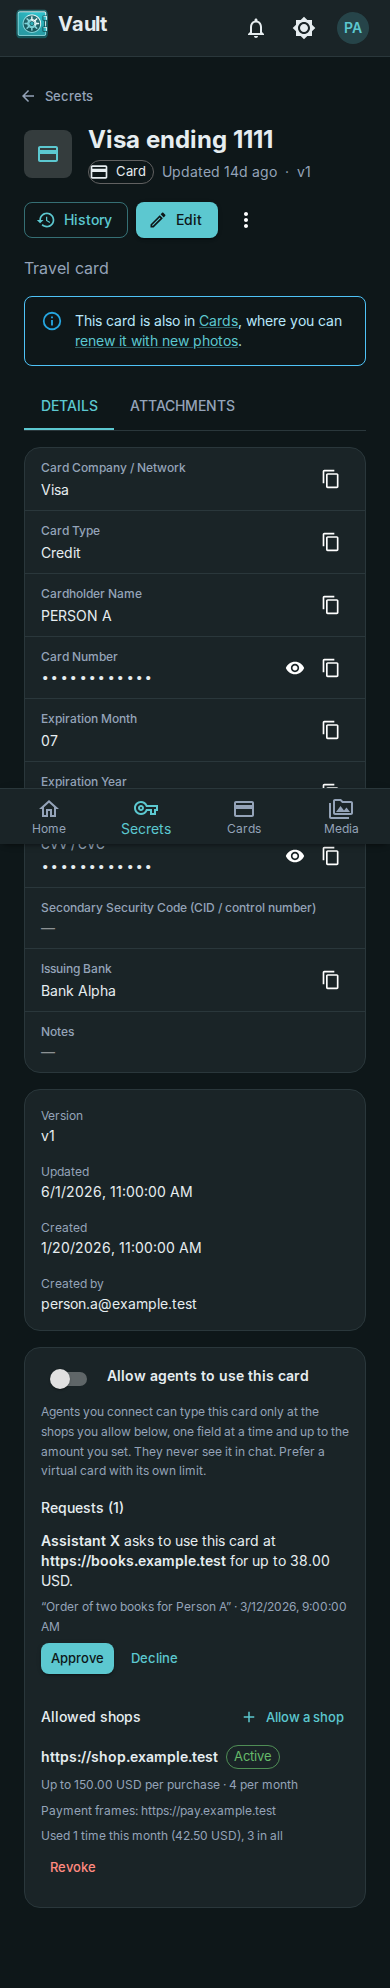 Vault
PA
Secrets
Visa ending 1111
Card Updated 14d ago · v1
History
Edit
Travel card
This card is also in Cards, where you can
renew it with new photos.
DETAILS
ATTACHMENTS
Card Company / Network
Visa
Card Type
Credit
Cardholder Name
PERSON A
Card Number
••••••••••••
Expiration Month
07
Expiration Year
Home
Secrets
Cards
Media
CVV / CVC
••••••••••••
Secondary Security Code (CID / control number)
—
Issuing Bank
Bank Alpha
Notes
—
Version
v1
Updated
6/1/2026, 11:00:00 AM
Created
1/20/2026, 11:00:00 AM
Created by
person.a@example.test
Allow agents to use this card
Agents you connect can type this card only at the
shops you allow below, one field at a time and up to the
amount you set. They never see it in chat. Prefer a
virtual card with its own limit.
Requests (1)
Assistant X asks to use this card at
https://books.example.test for up to 38.00
USD.
“Order of two books for Person A” · 3/12/2026, 9:00:00
AM
Approve
Decline
Allowed shops
Allow a shop
https://shop.example.test Active
Up to 150.00 USD per purchase · 4 per month
Payment frames: https://pay.example.test
Used 1 time this month (42.50 USD), 3 in all
Revoke